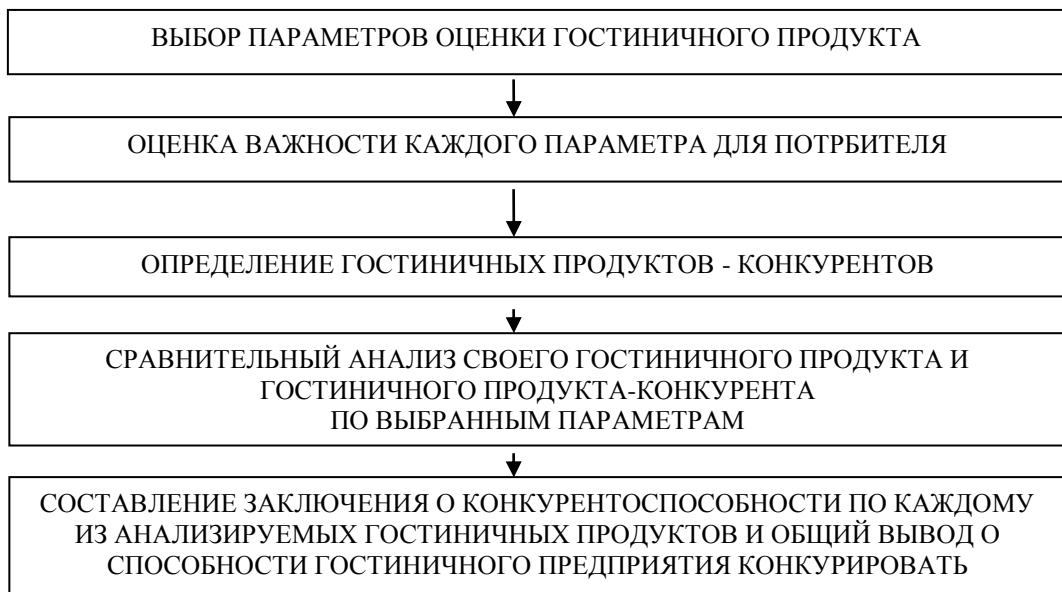 ВЫБОР ПАРАМЕТРОВ ОЦЕНКИ ГОСТИНИЧНОГО ПРОДУКТА
ОЦЕНКА ВАЖНОСТИ КАЖДОГО ПАРАМЕТРА ДЛЯ ПОТРБИТЕЛЯ
ОПРЕДЕЛЕНИЕ ГОСТИНИЧНЫХ ПРОДУКТОВ - КОНКУРЕНТОВ
СРАВНИТЕЛЬНЫЙ АНАЛИЗ СВОЕГО ГОСТИНИЧНОГО ПРОДУКТА И
ГОСТИНИЧНОГО ПРОДУКТА-КОНКУРЕНТА
ПО ВЫБРАННЫМ ПАРАМЕТРАМ
СОСТАВЛЕНИЕ ЗАКЛЮЧЕНИЯ О КОНКУРЕНТОСПОСОБНОСТИ ПО КАЖДОМУ
ИЗ АНАЛИЗИРУЕМЫХ ГОСТИНИЧНЫХ ПРОДУКТОВ И ОБЩИЙ ВЫВОД О
СПОСОБНОСТИ ГОСТИНИЧНОГО ПРЕДПРИЯТИЯ КОНКУРИРОВАТЬ